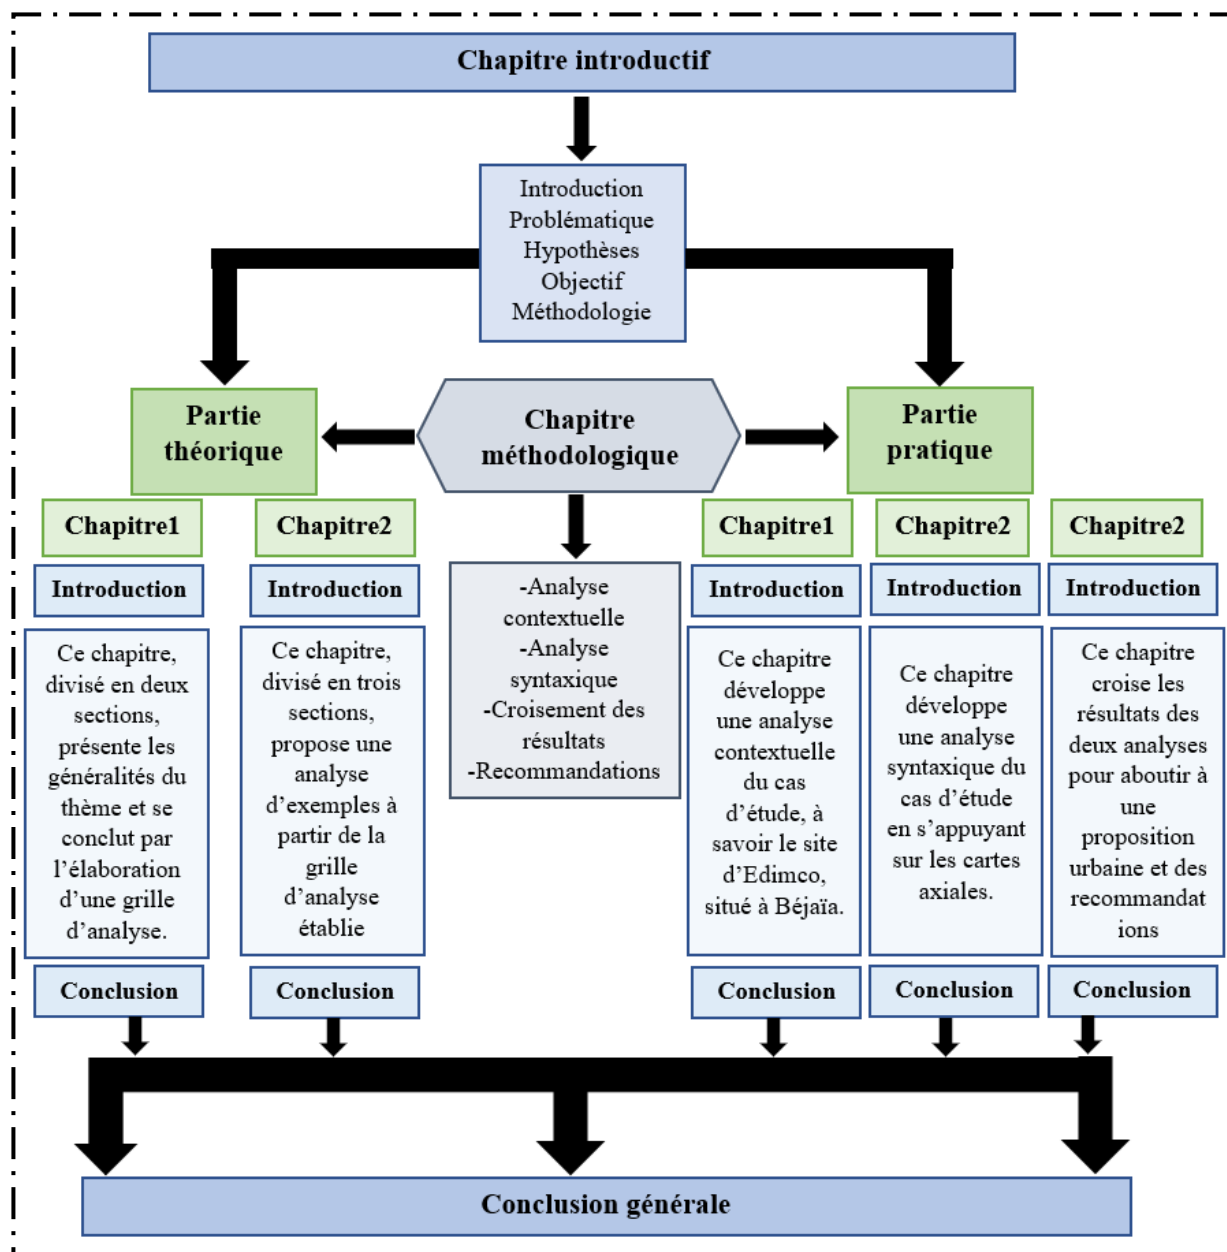 Chapitre introductif
Introduction
Problématique
Hypothèses
Objectif
Méthodologie
Partie
théorique
Chapitre
méthodologique
Partie
pratique
Chapitre1
Introduction
Ce chapitre,
divisé en deux
sections,
présente les
généralités du
thème et se
conclut par
l’élaboration
d’une grille
d’analyse.
Conclusion
Chapitre2
Introduction
Ce chapitre,
divisé en trois
sections,
propose une
analyse
d’exemples à
partir de la
grille
d’analyse
établie
Conclusion
-Analyse
contextuelle
-Analyse
syntaxique
-Croisement des
résultats
-Recommandations
Chapitre1
Introduction
Ce chapitre
développe
une analyse
contextuelle
du cas
d’étude, à
savoir le site
d’Edimco,
situé à Béjaïa.
Conclusion
Chapitre2
Introduction
Ce chapitre
développe
une analyse
syntaxique du
cas d’étude
en s’appuyant
sur les cartes
axiales.
Conclusion
Chapitre2
Introduction
Ce chapitre
croise les
résultats des
deux analyses
pour aboutir à
une
proposition
urbaine et des
recommandat
ions
Conclusion
Conclusion générale